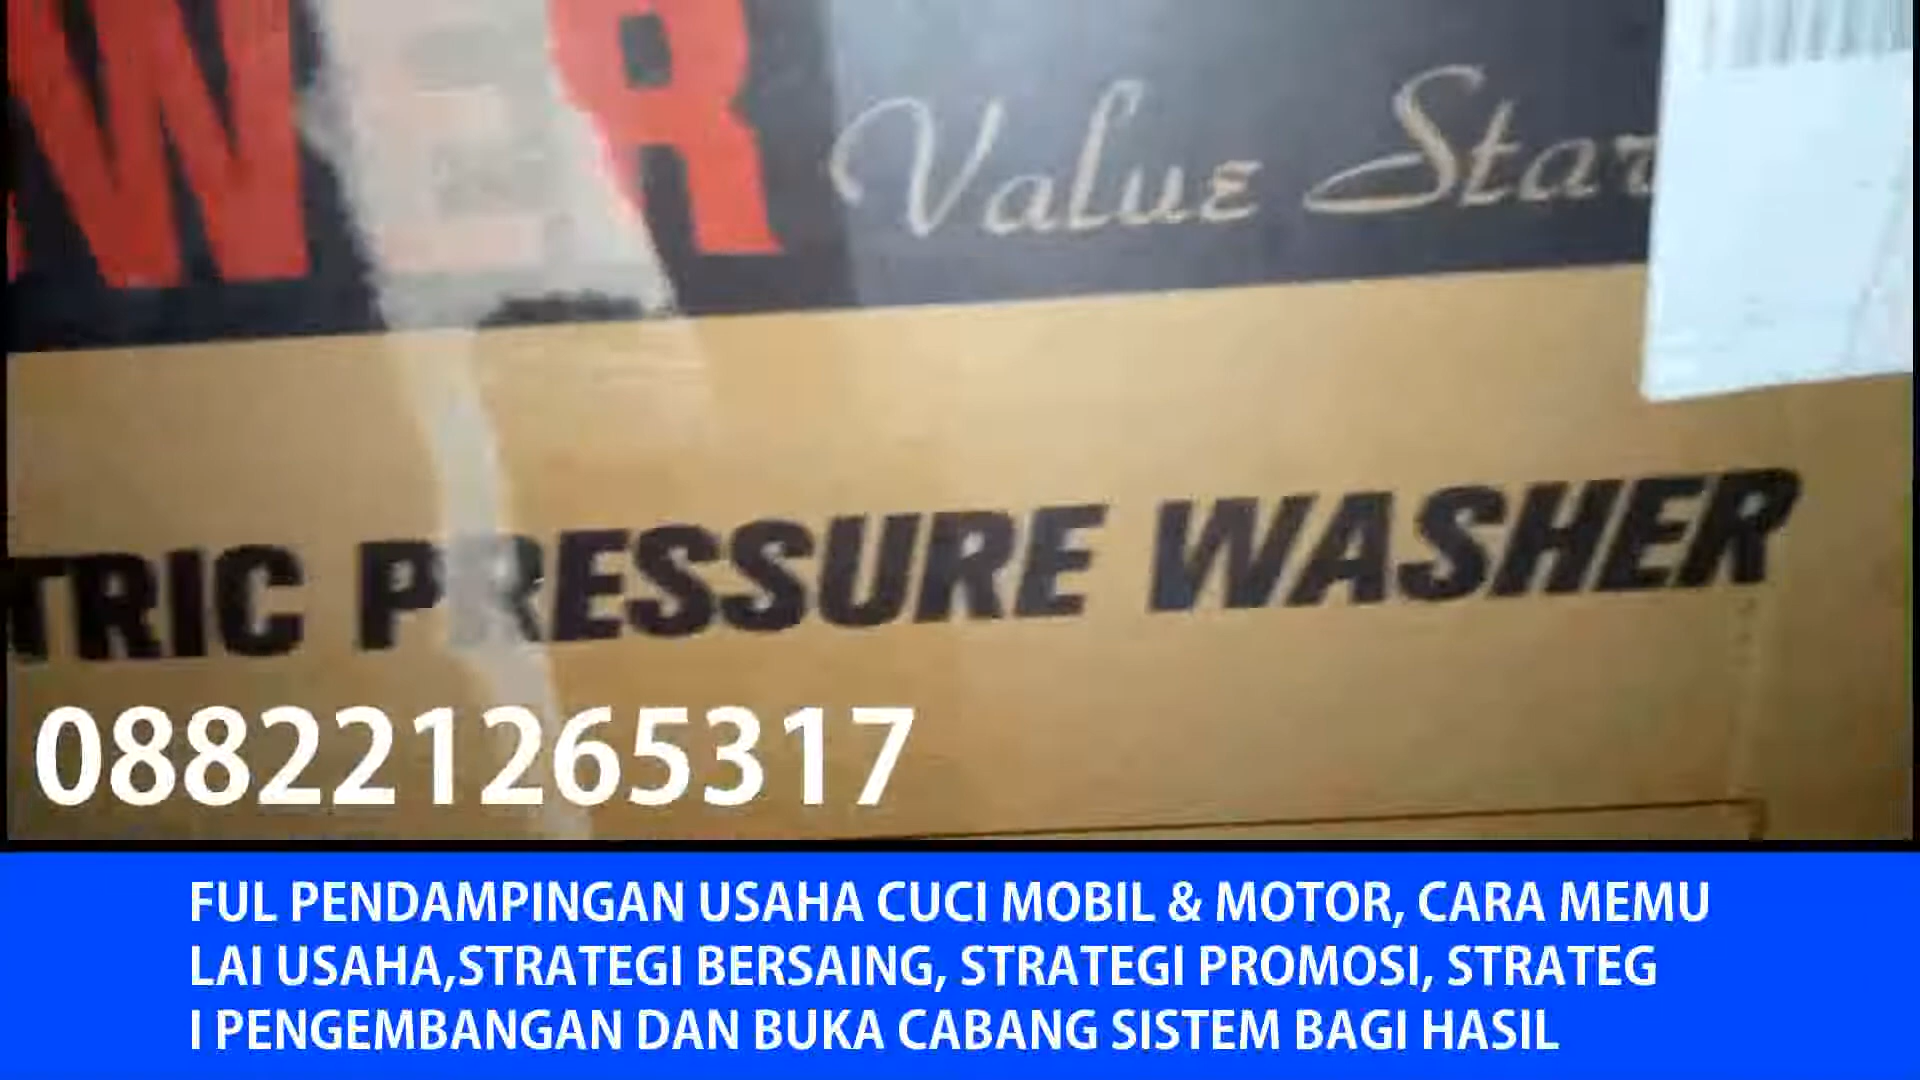 WER Value Star
TRIC PRESSURE WASHER
088221265317
FUL PENDAMPINGAN USAHA CUCI MOBIL & MOTOR, CARA MEMU
LAI USAHA,STRATEGI BERSAING, STRATEGI PROMOSI, STRATEG
I PENGEMBANGAN DAN BUKA CABANG SISTEM BAGI HASIL